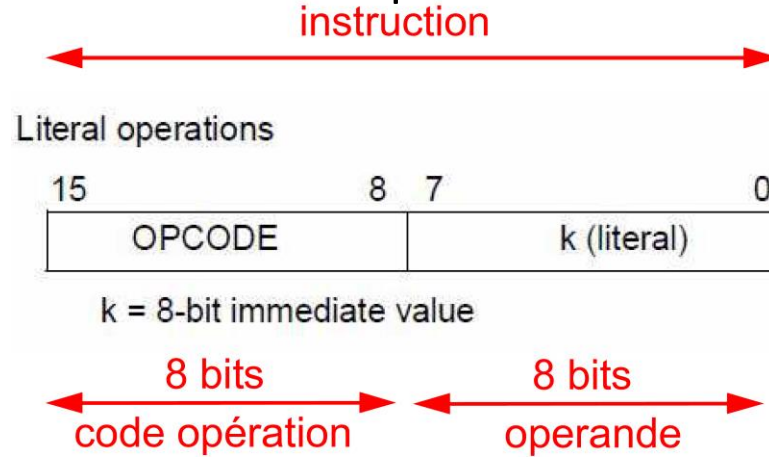 instruction
Literal operations
15 8 7 0
OPCODE k (literal)
k = 8-bit immediate value
8 bits 8 bits
code opération operande